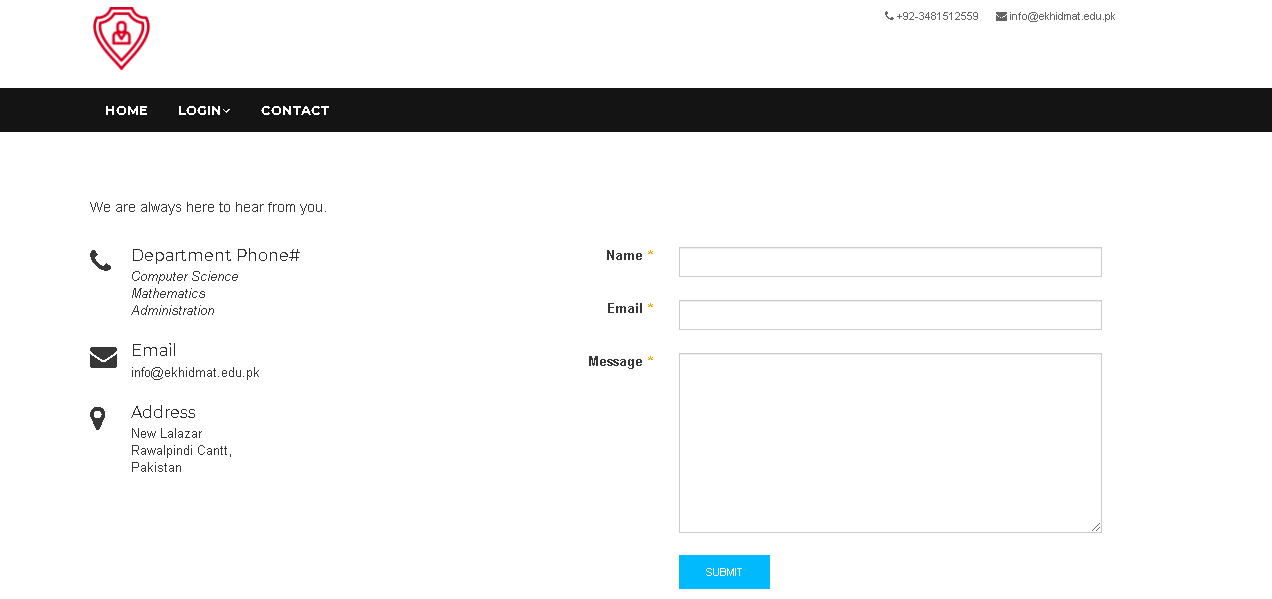 +92-3481512559 info@ekhidmat.edu.pk
HOME LOGIN CONTACT
We are always here to hear from you.
Department Phone#
Computer Science
Mathematics
Administration
Email
info@ekhidmat.edu.pk
Address
New Lalazar
Rawalpindi Cantt,
Pakistan
Name *
Email *
Message *
SUBMIT